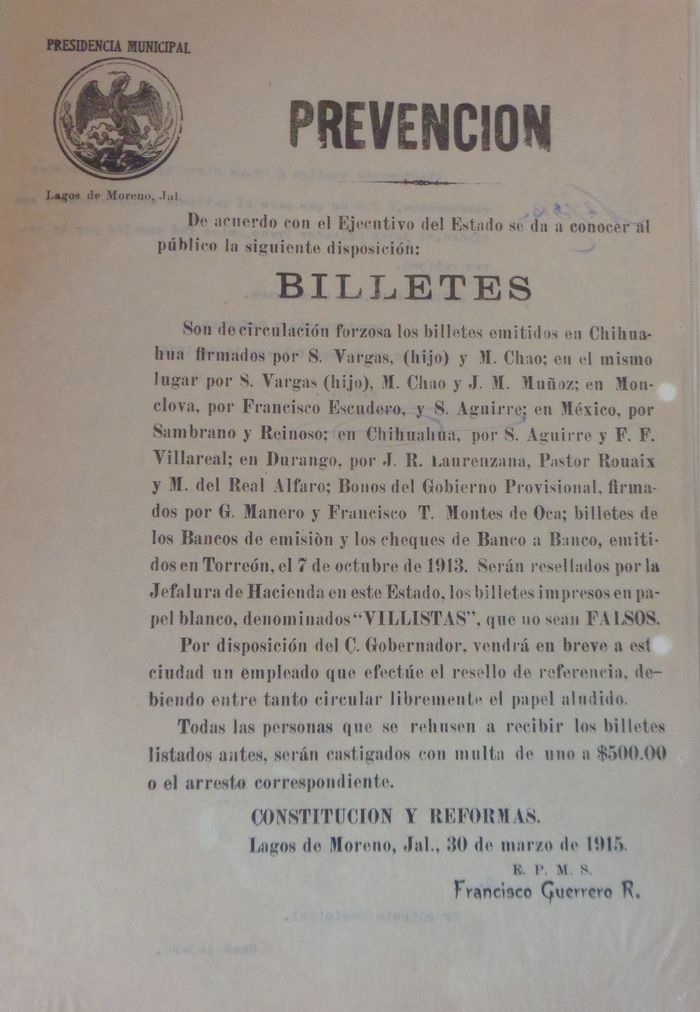 PRESIDENCIA MUNICIPAL
Lagos de Moreno, Jal.
PREVENCION
De acuerdo con el Ejecutivo del Estado se da a conocer al
público la siguiente disposición:
BILLETES
Son de circulación forzosa los billetes emitidos en Chihua-
hua firmados por S. Vargas, (hijo) y M. Chao; en el mismo
lugar por S. Vargas (hijo), M. Chao y J. M. Muñoz; en Mon-
clova, por Francisco Escudero, y S. Aguirre; en México, por
Sambrano y Reinoso; en Chihuahua, por S. Aguirre y F. F.
Villareal; en Durango, por J. R. Laurenzana, Pastor Rouaix
y M. del Real Alfaro; Bonos del Gobierno Provisional, firma-
dos por G. Manero y Francisco T. Montes de Oca; billetes de
los Bancos de emisiòn y los cheques de Banco a Banco, emiti-
dos en Torreón, el 7 de octubre de 1913. Serán resellados por la
Jefalura de Hacienda en este Estado, los billetes impresos en pa-
pel blanco, denominados "VILLISTAS", que no sean FALSOS.
Por disposición del C. Gobernador, vendrá en breve a est
ciudad un empleado que efectúe el resello de referencia, de-
biendo entre tanto circular libremente el papel aludido.
Todas las personas que se rehusen a recibir los billetes
listados antes, serán castigados con multa de uno a $500.00
o el arresto correspondiente.
CONSTITUCION Y REFORMAS.
Lagos de Moreno, Jal., 30 de marzo de 1915.
E. P. M. S.
Francisco Guerrero R.